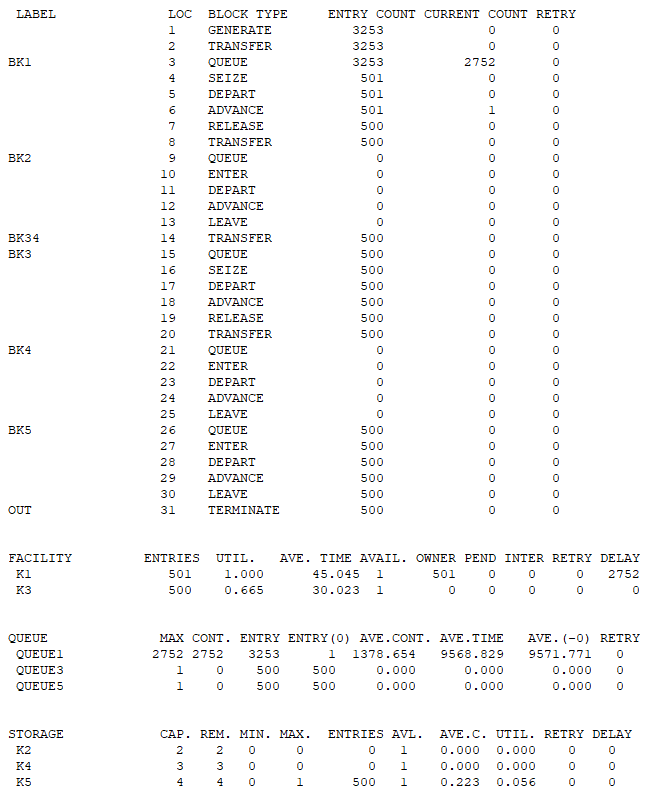 LABEL LOC BLOCK TYPE ENTRY COUNT CURRENT COUNT RETRY
1 GENERATE 3253 0 0
2 TRANSFER 3253 0 0
BK1 3 QUEUE 3253 2752 0
4 SEIZE 501 0 0
5 DEPART 501 0 0
6 ADVANCE 501 1 0
7 RELEASE 500 0 0
8 TRANSFER 500 0 0
BK2 9 QUEUE 0 0 0
10 ENTER 0 0 0
11 DEPART 0 0 0
12 ADVANCE 0 0 0
13 LEAVE 0 0 0
BK34 14 TRANSFER 500 0 0
BK3 15 QUEUE 500 0 0
16 SEIZE 500 0 0
17 DEPART 500 0 0
18 ADVANCE 500 0 0
19 RELEASE 500 0 0
20 TRANSFER 500 0 0
BK4 21 QUEUE 0 0 0
22 ENTER 0 0 0
23 DEPART 0 0 0
24 ADVANCE 0 0 0
25 LEAVE 0 0 0
BK5 26 QUEUE 500 0 0
27 ENTER 500 0 0
28 DEPART 500 0 0
29 ADVANCE 500 0 0
30 LEAVE 500 0 0
OUT 31 TERMINATE 500 0 0
FACILITY ENTRIES UTIL. AVE. TIME AVAIL. OWNER PEND INTER RETRY DELAY
K1 501 1.000 45.045 1 501 0 0 0 2752
K3 500 0.665 30.023 1 0 0 0 0 0
QUEUE MAX CONT. ENTRY ENTRY(0) AVE.CONT. AVE.TIME AVE.(-0) RETRY
QUEUE1 2752 2752 3253 1 1378.654 9568.829 9571.771 0
QUEUE3 1 0 500 500 0.000 0.000 0.000 0
QUEUE5 1 0 500 500 0.000 0.000 0.000 0
STORAGE CAP. REM. MIN. MAX. ENTRIES AVL. AVE.C. UTIL. RETRY DELAY
K2 2 2 0 0 0 1 0.000 0.000 0 0
K4 3 3 0 0 0 1 0.000 0.000 0 0
K5 4 4 0 1 500 1 0.223 0.056 0 0